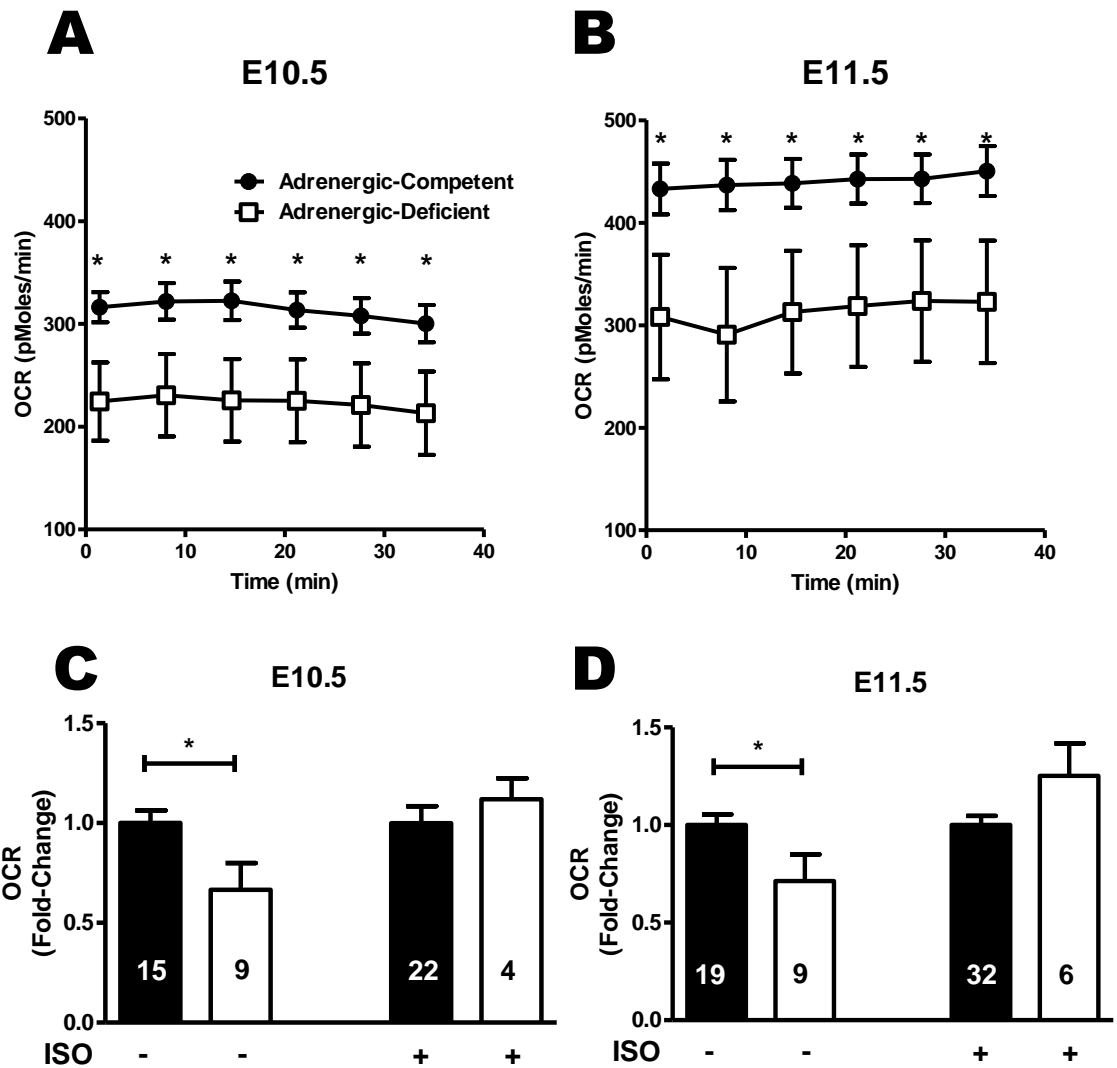 A
E10.5
500
400
300
200
100
OCR (pMoles/min)
Adrenergic-Competent
Adrenergic-Deficient
* * * * * *
0 10 20 30 40
Time (min)
B
E11.5
500
400
300
200
100
OCR (pMoles/min)
* * * * * *
0 10 20 30 40
Time (min)
C
E10.5
1.5
1.0
0.5
0.0
OCR
(Fold-Change)
*
15 9 22 4
ISO - - + +
D
E11.5
1.5
1.0
0.5
0.0
OCR
(Fold-Change)
*
19 9 32 6
- - + +